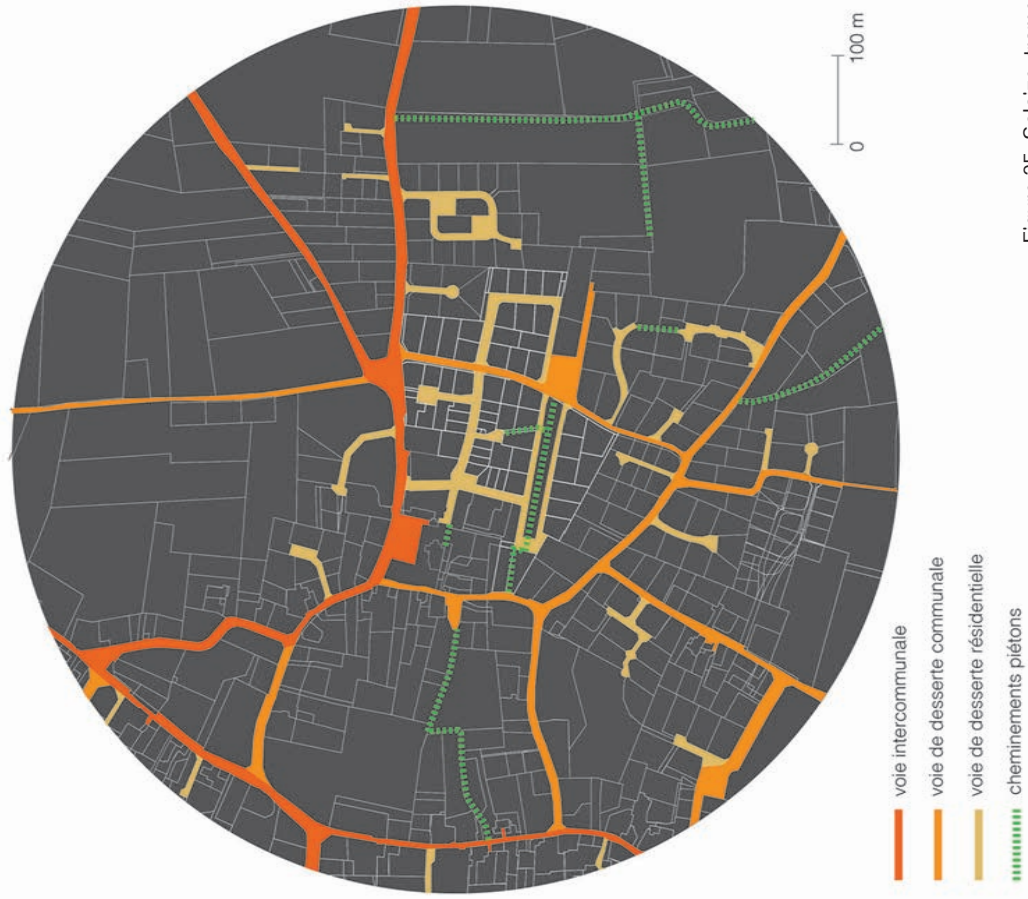 0 100 m
voie intercommunale
voie de desserte communale
voie de desserte résidentielle
cheminements piétons